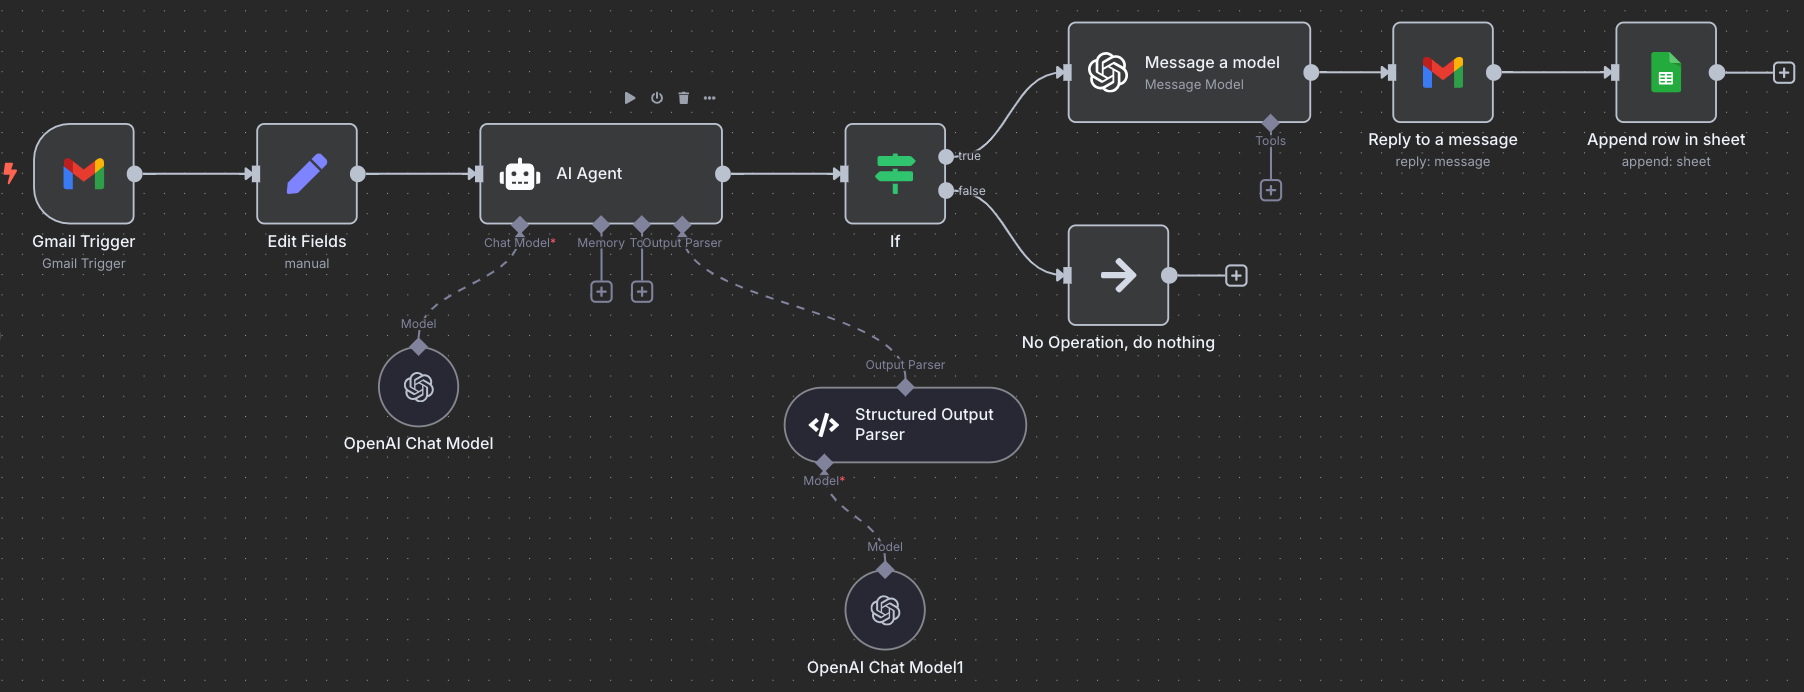 Message a model
Message Model
Tools
Reply to a message
reply: message
Append row in sheet
append: sheet
Gmail Trigger
Gmail Trigger
Edit Fields
manual
AI Agent
Chat Model*
Memory
To
Output Parser
If
true
false
No Operation, do nothing
Model
OpenAI Chat Model
Output Parser
Structured Output
Parser
Model*
Model
OpenAI Chat Model1